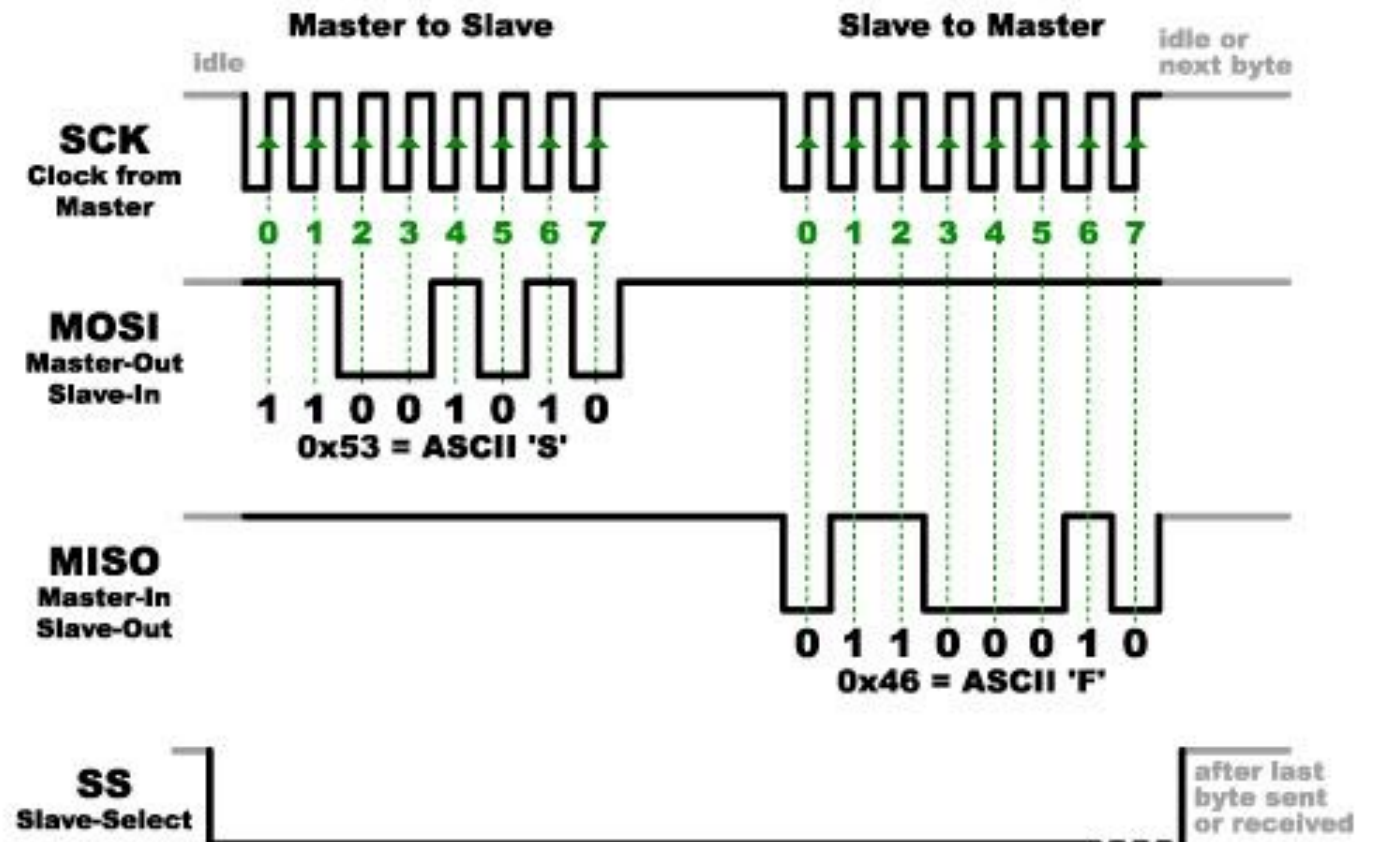 Master to Slave
Slave to Master
idle
idle or
next byte
SCK
Clock from
Master
0 1 2 3 4 5 6 7
0 1 2 3 4 5 6 7
MOSI
Master-Out
Slave-In
1 1 0 0 1 0 1 0
0x53 = ASCII 'S'
MISO
Master-In
Slave-Out
0 1 1 0 0 0 1 0
0x46 = ASCII 'F'
SS
Slave-Select
after last
byte sent
or received